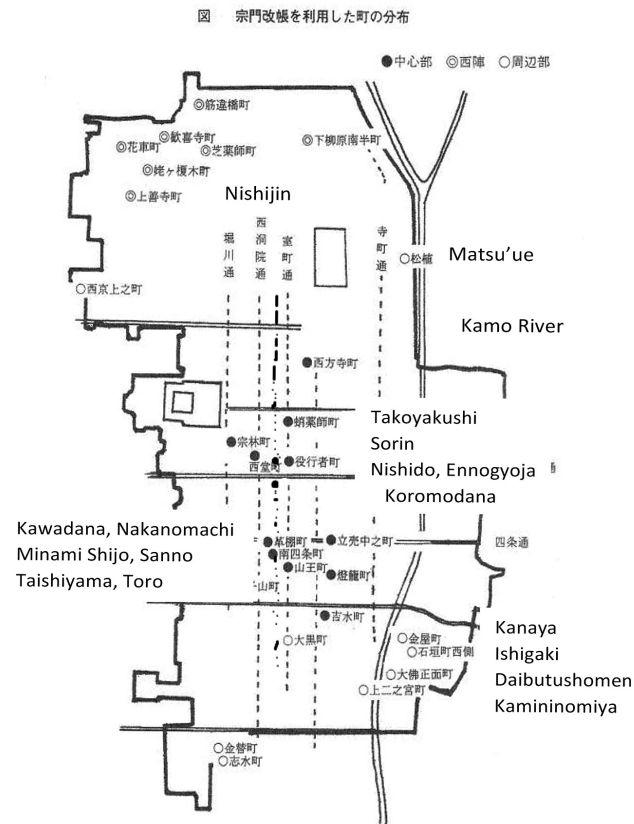 図 宗門改帳を利用した町の分布
●中心部 ◎西陣 ○周辺部
◎筋違橋町
◎歓喜寺町
◎花車町
◎芝薬師町
◎下柳原南半町
◎姥ヶ榎木町
◎上善寺町
Nishijin
堀川通
西洞院通
室町通
寺町通
○松植
Matsu’ue
○西京上之町
Kamo River
●西方寺町
●蛸薬師町
●宗林町
西堂町
●役行者町
Takoyakushi
Sorin
Nishido, Ennogyoja
Koromodana
Kawadana, Nakanomachi
Minami Shijo, Sanno
Taishiyama, Toro
●革棚町
●立売中之町
四条通
●南四条町
●山王町
●燈籠町
山町
●吉水町
○大黒町
○金屋町
○石垣町西側
○大佛正面町
○上二之宮町
Kanaya
Ishigaki
Daibutushomen
Kamininomiya
○金替町
○志水町